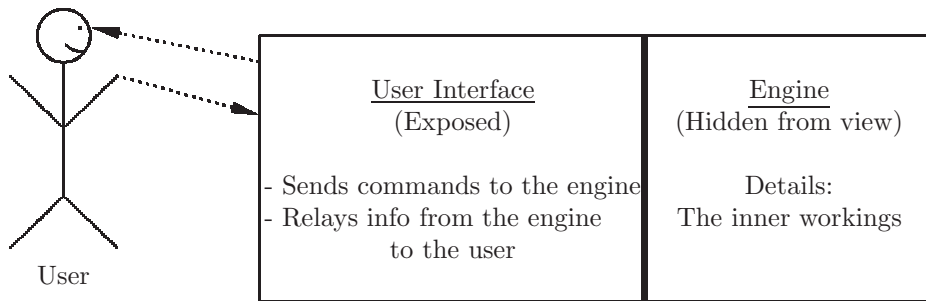 User Interface
(Exposed)
- Sends commands to the engine
- Relays info from the engine
to the user
Engine
(Hidden from view)
Details:
The inner workings
User